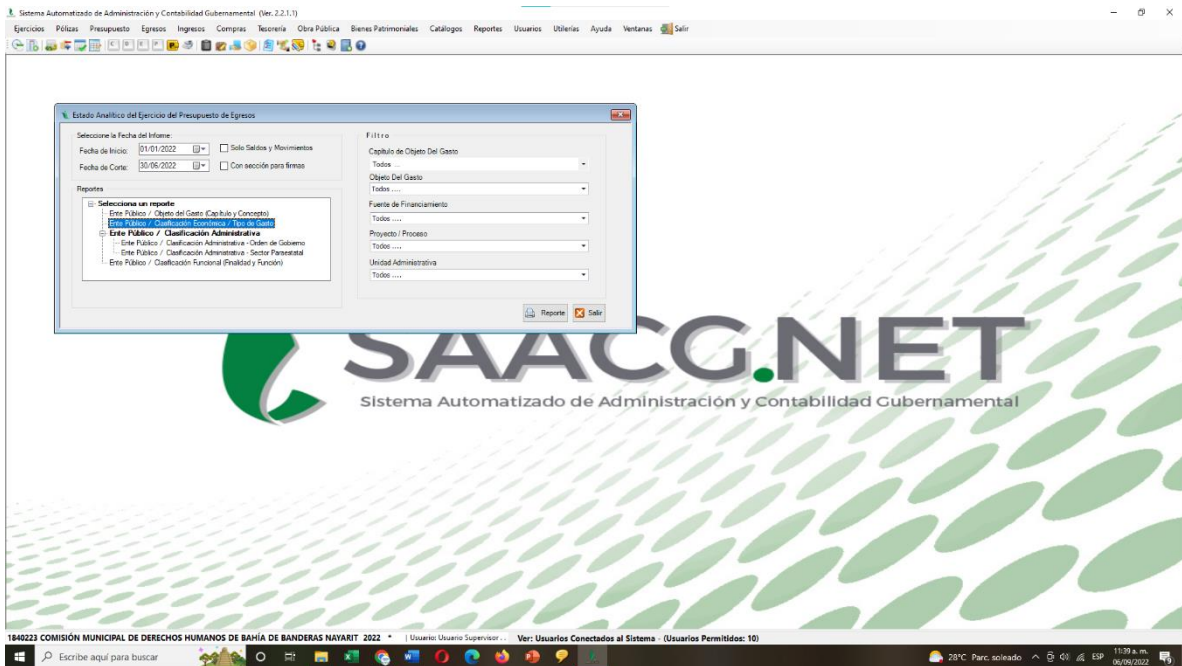 Sistema Automatizado de Administración y Contabilidad Gubernamental (Ver. 2.2.1.1)
Ejercicios Pólizas Presupuesto Egresos Ingresos Compras Tesorería Obra Pública Bienes Patrimoniales Catálogos Reportes Usuarios Utilerías Ayuda Ventanas Salir
Estado Analítico del Ejercicio del Presupuesto de Egresos
Seleccione la Fecha del Informe:
Fecha de Inicio: 01/01/2022 Solo Saldos y Movimientos
Fecha de Corte: 30/06/2022 Con sección para firmas
Reportes
Selecciona un reporte
Ente Público / Objeto del Gasto (Capítulo y Concepto)
Ente Público / Clasificación Económica / Tipo de Gasto
Ente Público / Clasificación Administrativa
Ente Público / Clasificación Administrativa - Orden de Gobierno
Ente Público / Clasificación Administrativa - Sector Paraestatal
Ente Público / Clasificación Funcional (Finalidad y Función)
Filtro
Capítulo de Objeto Del Gasto
Todos ...
Objeto Del Gasto
Todos ....
Fuente de Financiamiento
Todos ....
Proyecto / Proceso
Todos ....
Unidad Administrativa
Todos ....
Reporte Salir
SAACG.NET
Sistema Automatizado de Administración y Contabilidad Gubernamental
1840223 COMISIÓN MUNICIPAL DE DERECHOS HUMANOS DE BAHÍA DE BANDERAS NAYARIT 2022 * | Usuario: Usuario Supervisor . . Ver: Usuarios Conectados al Sistema - (Usuarios Permitidos: 10)
Escribe aquí para buscar
28°C Parc. soleado ESP 11:39 a. m.
06/09/2022